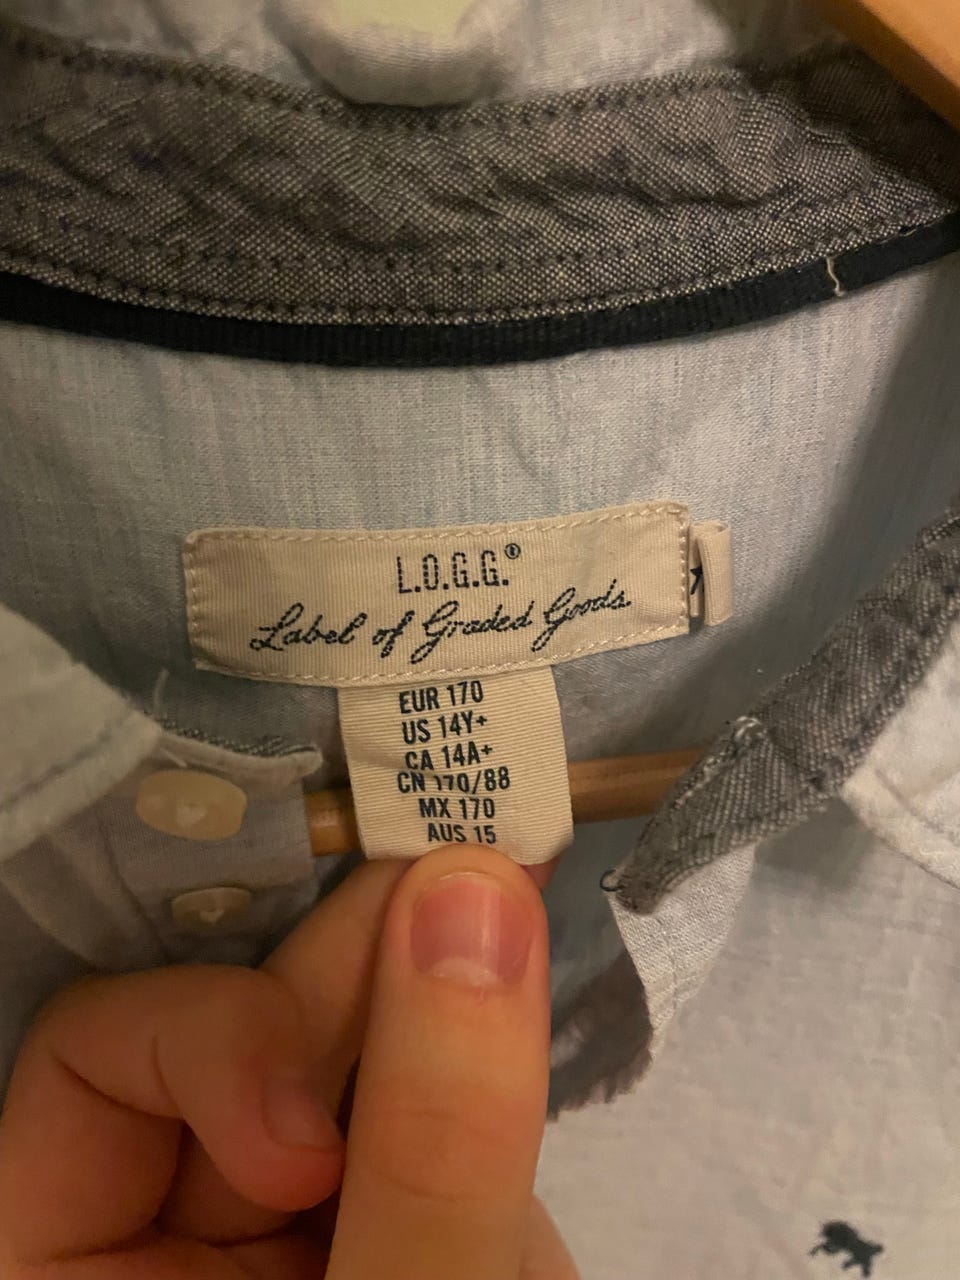 L.O.G.G.®
Label of Graded Goods
EUR 170
US 14Y+
CA 14A+
CN 170/88
MX 170
AUS 15